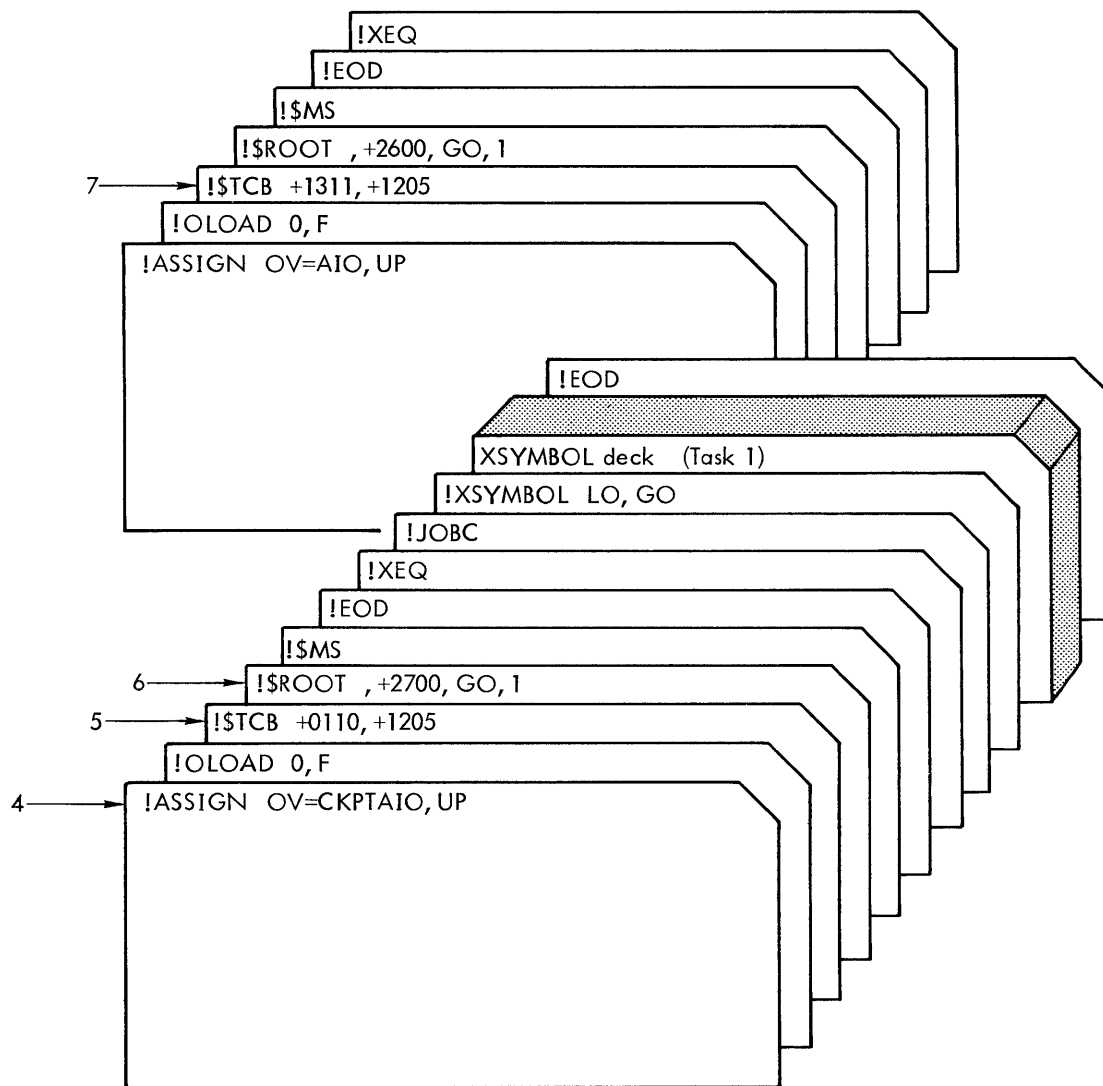 !XEQ
!EOD
!$MS
!$ROOT , +2600, GO, 1
7 !$TCB +1311, +1205
!OLOAD 0, F
!ASSIGN OV=AIO, UP
!EOD
XSYMBOL deck (Task 1)
!XSYMBOL LO, GO
!JOBC
!XEQ
!EOD
!$MS
6 !$ROOT , +2700, GO, 1
5 !$TCB +0110, +1205
!OLOAD 0, F
4 !ASSIGN OV=CKPTAIO, UP